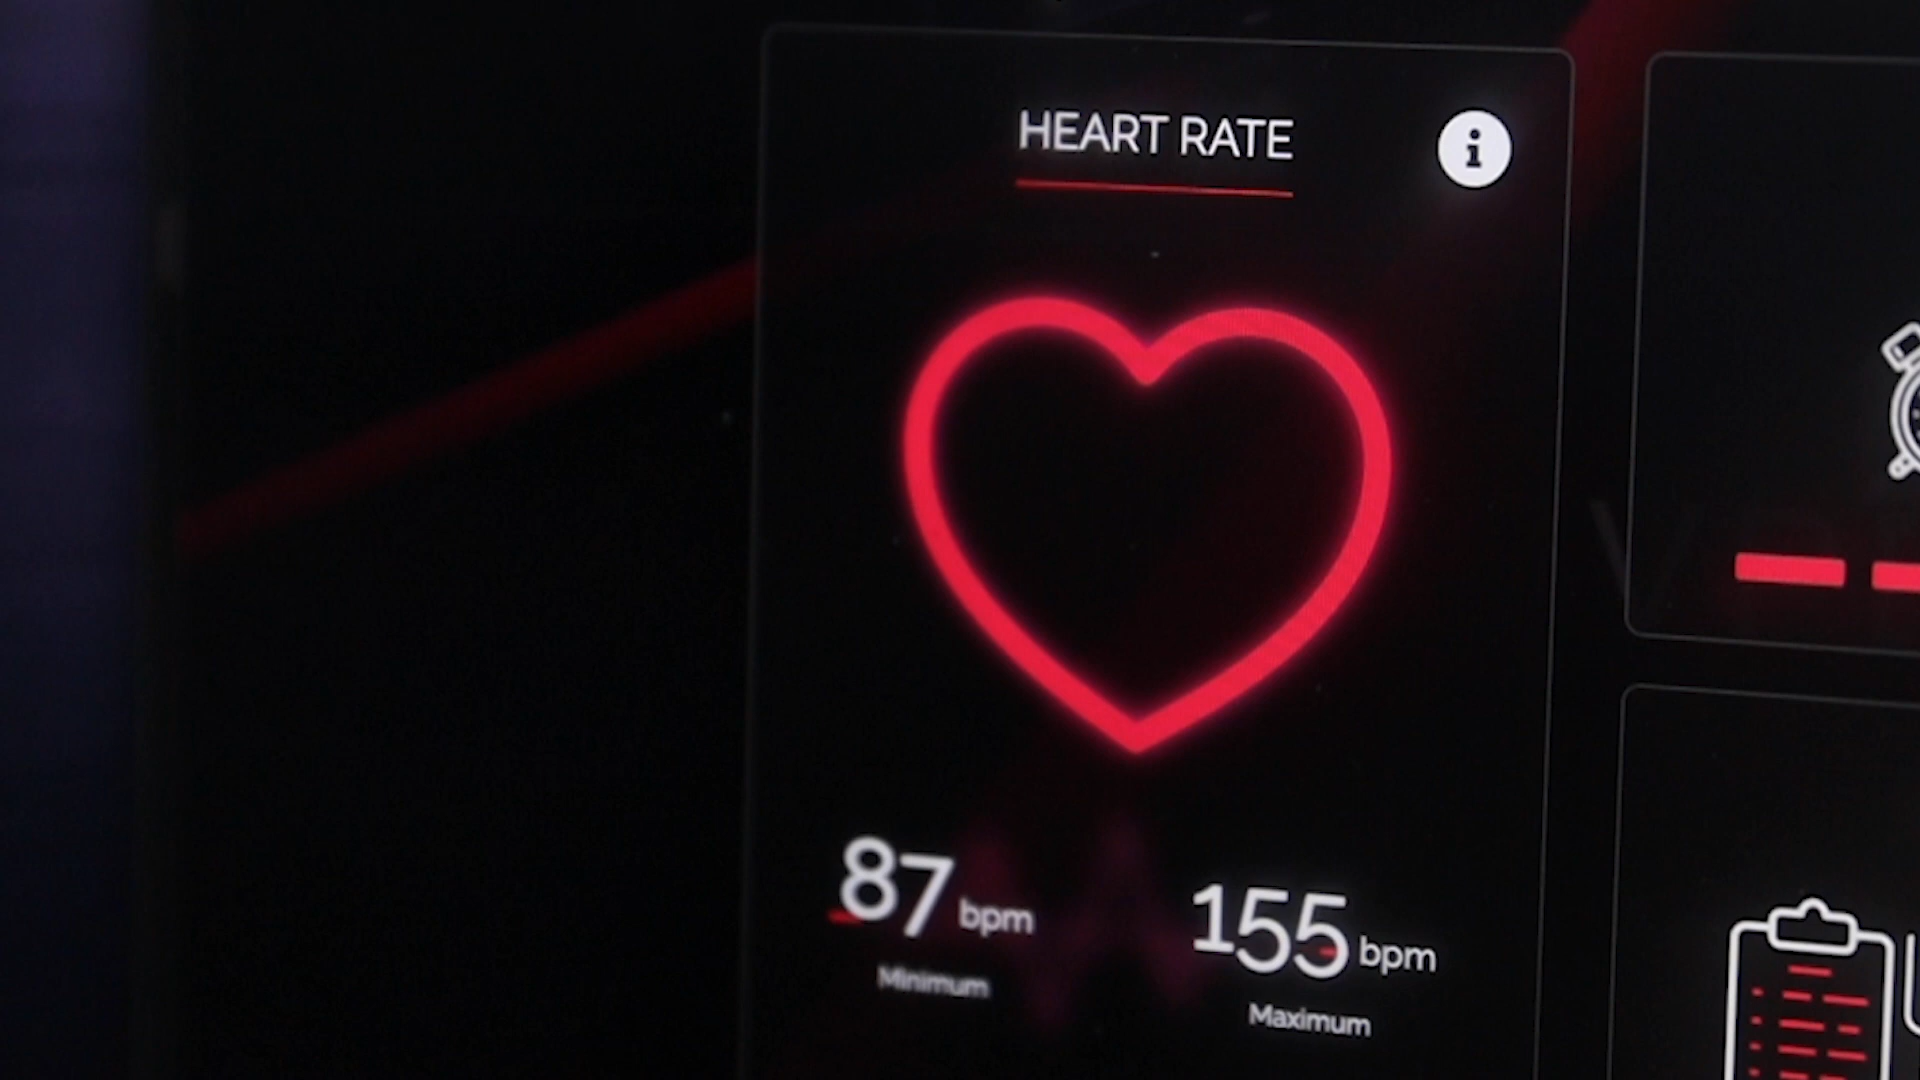 HEART RATE
87 bpm
Minimum
155 bpm
Maximum